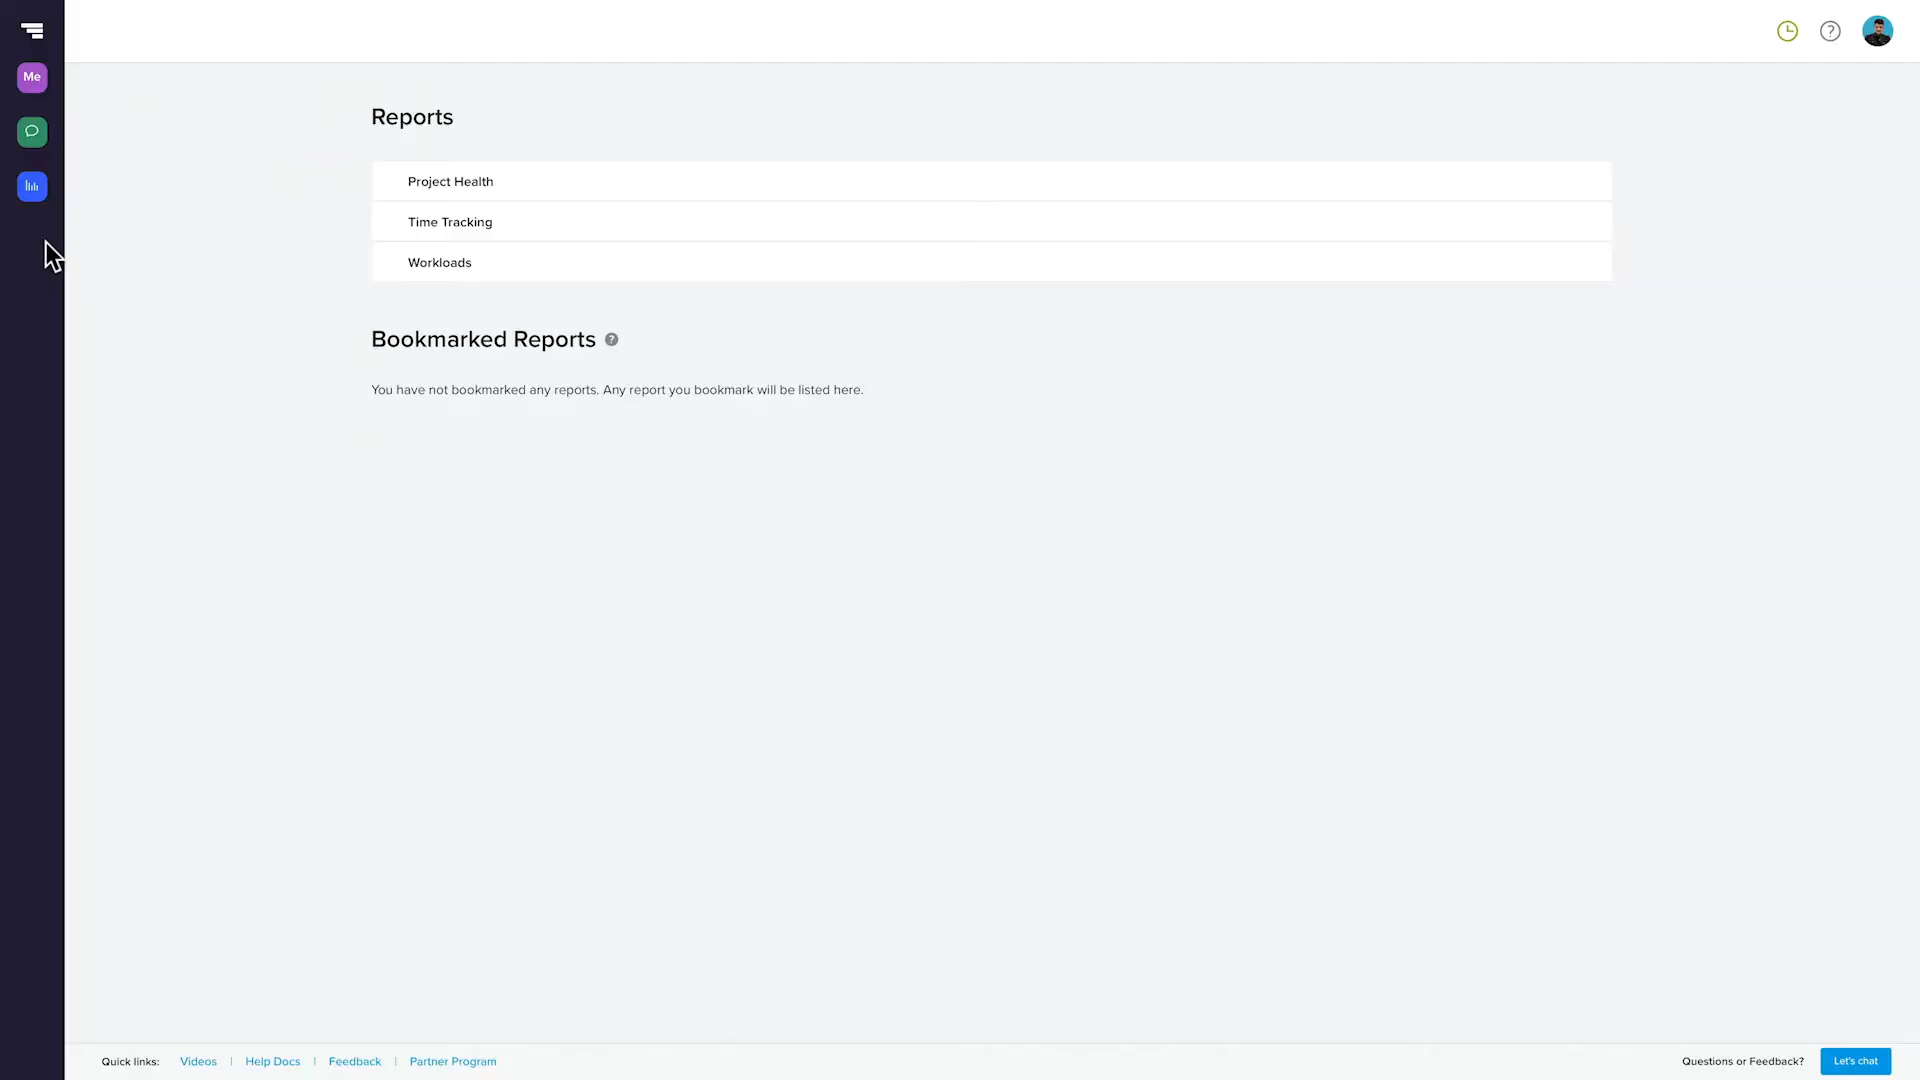 Me
Reports
Project Health
Time Tracking
Workloads
Bookmarked Reports ?
You have not bookmarked any reports. Any report you bookmark will be listed here.
Quick links: Videos | Help Docs | Feedback | Partner Program
Questions or Feedback? Let's chat